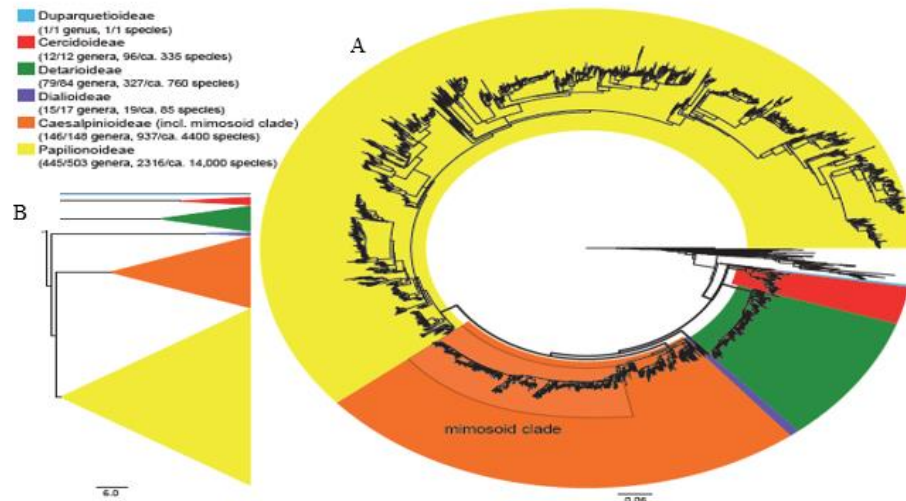 Duparquetioideae
(1/1 genus, 1/1 species)
Cercidoideae
(12/12 genera, 96/ca. 335 species)
Detarioideae
(79/84 genera, 327/ca. 760 species)
Dialioideae
(15/17 genera, 19/ca. 85 species)
Caesalpinioideae (incl. mimosoid clade)
(146/148 genera, 937/ca. 4400 species)
Papilionoideae
(445/503 genera, 2316/ca. 14,000 species)
A
B
mimosoid clade
6.0